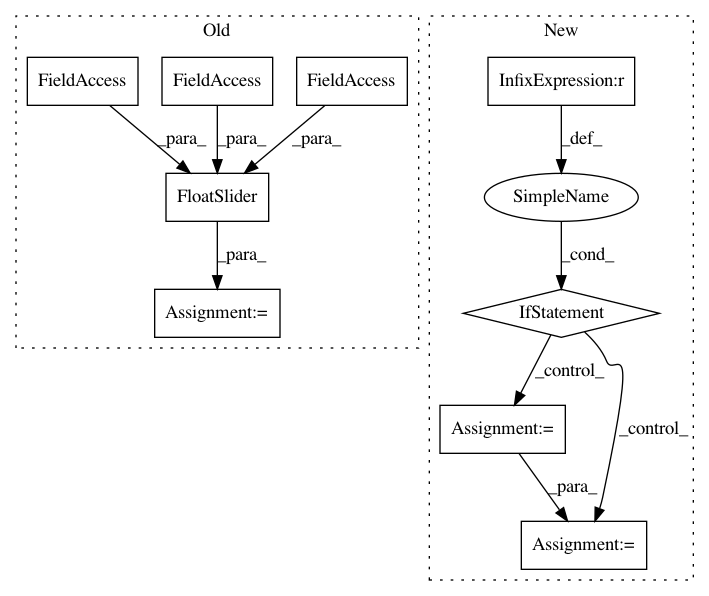 Old
New
FieldAccess
FieldAccess
FieldAccess
InfixExpression:r
_para_
_para_
_para_
_def_
FloatSlider
SimpleName
_para_
_cond_
Assignment:=
IfStatement
_control_
_control_
Assignment:=
_para_
Assignment:=